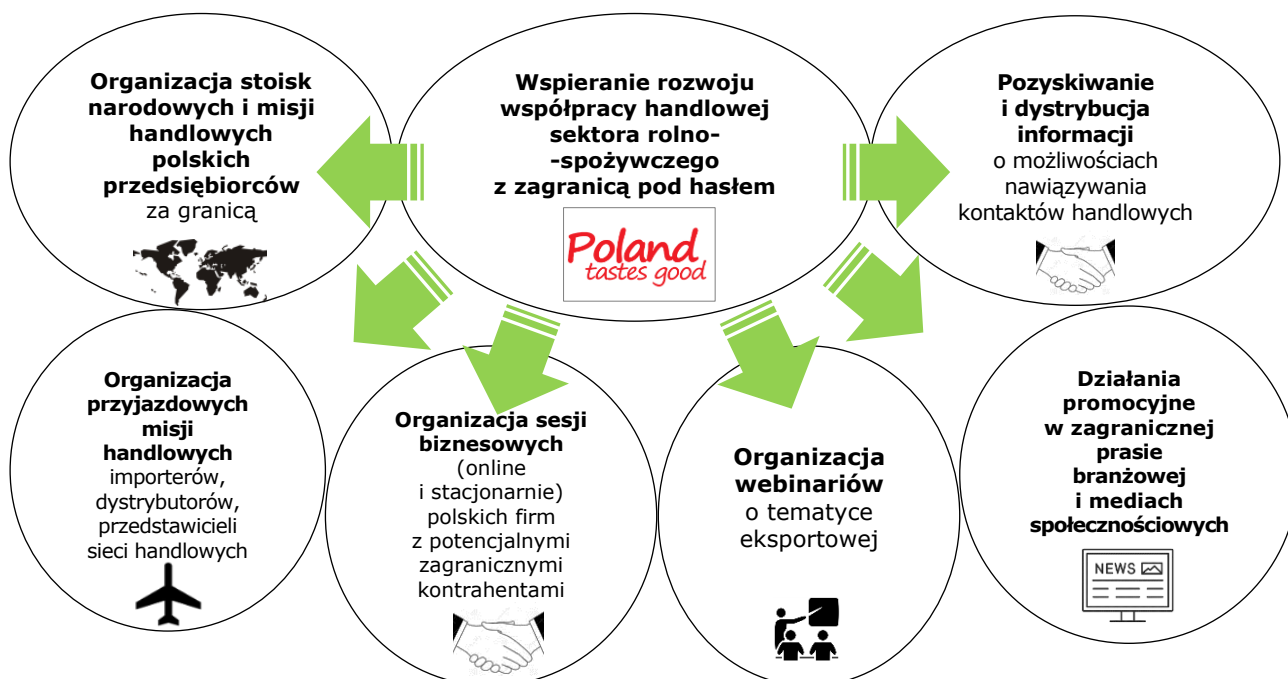 Organizacja stoisk
narodowych i misji
handlowych
polskich
przedsiębiorców
za granicą
Wspieranie rozwoju
współpracy handlowej
sektora rolno-
-spożywczego
z zagranicą pod hasłem
Poland
tastes good
Pozyskiwanie
i dystrybucja
informacji
o możliwościach
nawiązywania
kontaktów handlowych
Organizacja
przyjazdowych
misji
handlowych
importerów,
dystrybutorów,
przedstawicieli
sieci handlowych
Organizacja sesji
biznesowych
(online
i stacjonarnie)
polskich firm
z potencjalnymi
zagranicznymi
kontrahentami
Organizacja
webinariów
o tematyce
eksportowej
Działania
promocyjne
w zagranicznej
prasie
branżowej
i mediach
społecznościowych
NEWS